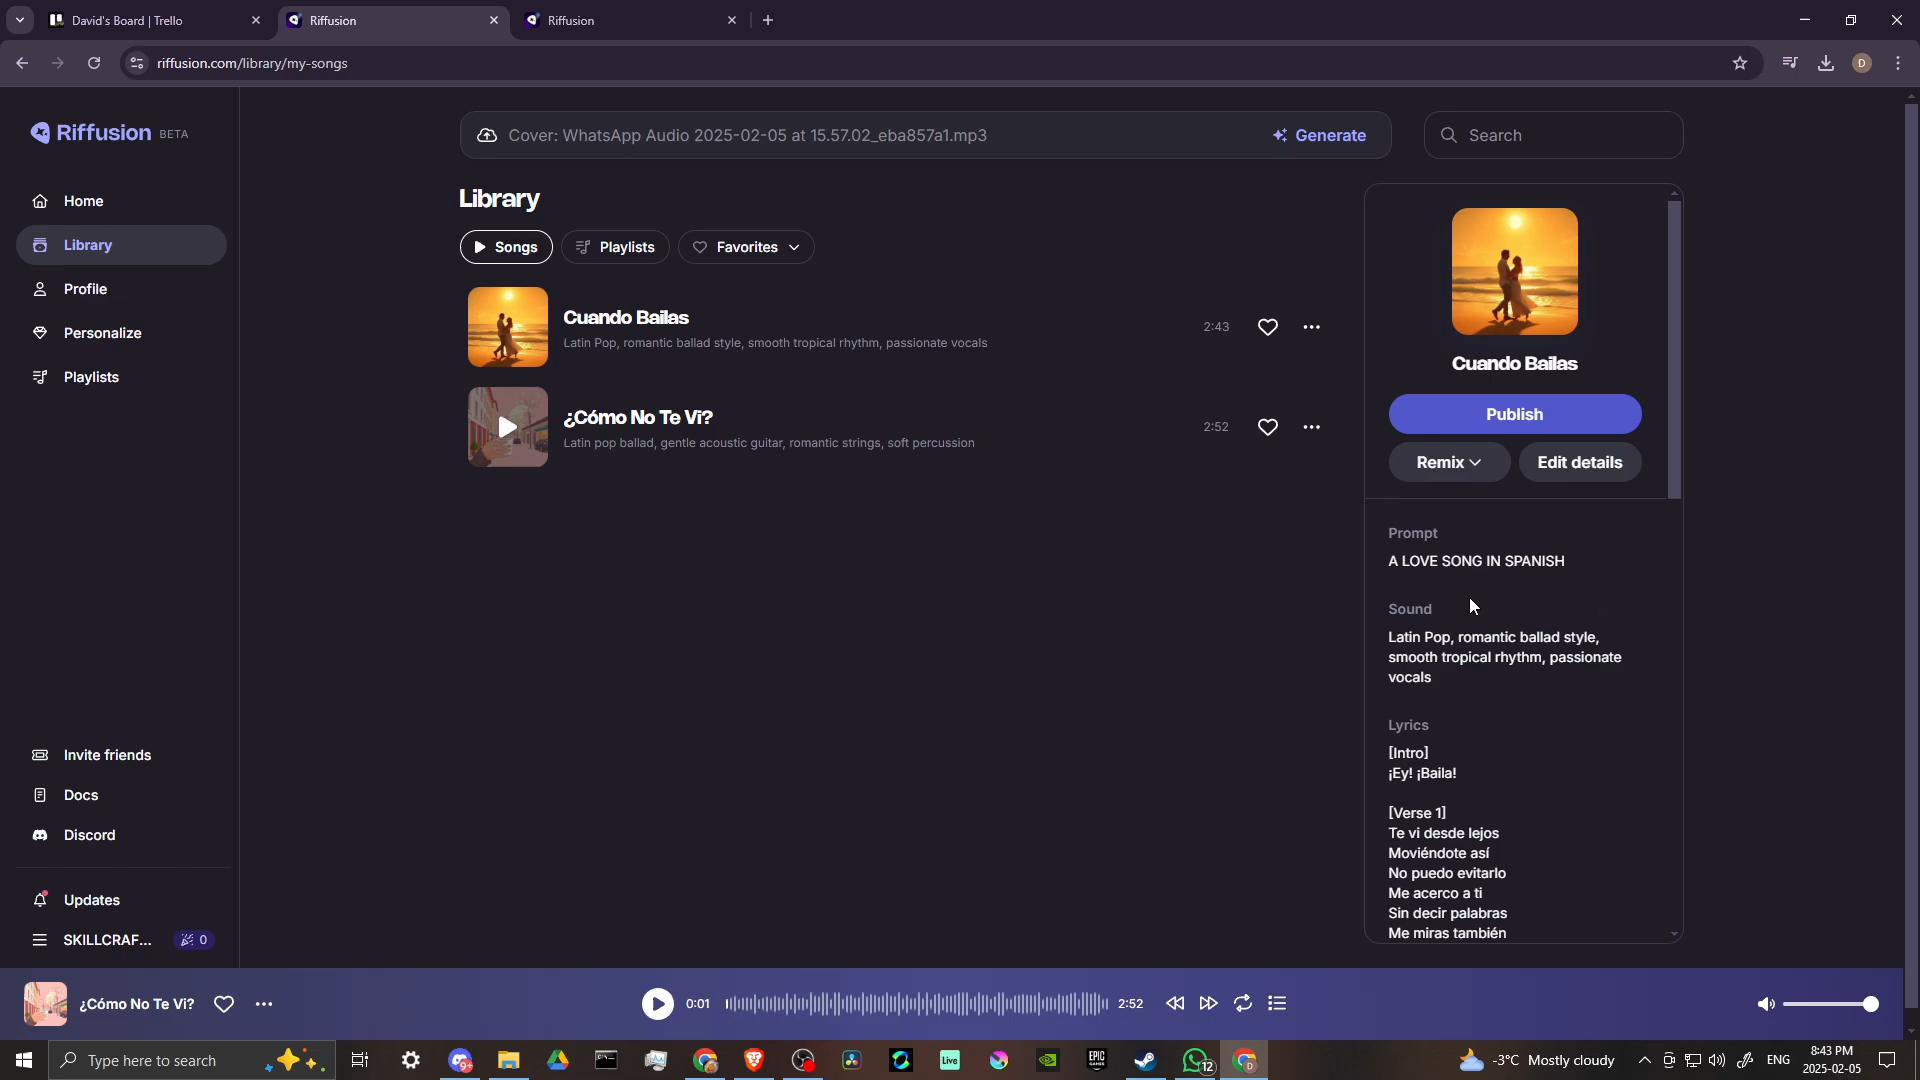 David's Board | Trello
Riffusion
Riffusion
riffusion.com/library/my-songs
D
Riffusion BETA
Home
Library
Profile
Personalize
Playlists
Invite friends
Docs
Discord
Updates
SKILLCRAF... 0
Cover: WhatsApp Audio 2025-02-05 at 15.57.02_eba857a1.mp3
Generate
Search
Library
Songs
Playlists
Favorites
Cuando Bailas
Latin Pop, romantic ballad style, smooth tropical rhythm, passionate vocals
2:43
¿Cómo No Te Vi?
Latin pop ballad, gentle acoustic guitar, romantic strings, soft percussion
2:52
Cuando Bailas
Publish
Remix
Edit details
Prompt
A LOVE SONG IN SPANISH
Sound
Latin Pop, romantic ballad style,
smooth tropical rhythm, passionate
vocals
Lyrics
[Intro]
¡Ey! ¡Baila!
[Verse 1]
Te vi desde lejos
Moviéndote así
No puedo evitarlo
Me acerco a ti
Sin decir palabras
Me miras también
¿Cómo No Te Vi?
0:01
2:52
Type here to search
9+
Live
EPIC
GAMES
12
D
-3°C Mostly cloudy
ENG
8:43 PM
2025-02-05